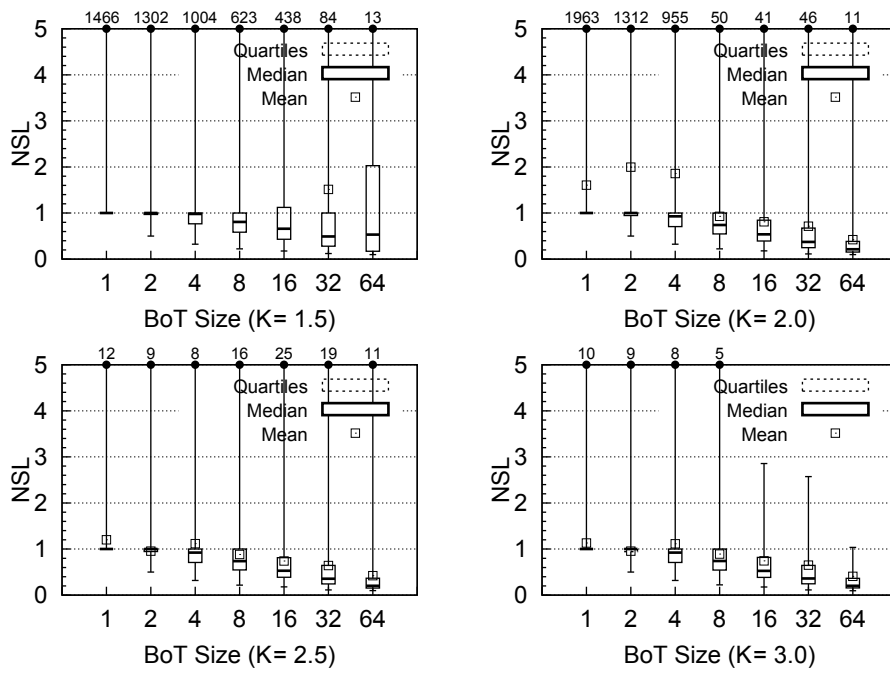 1466 1302 1004 623 438 84 13
5
Quartiles
4
Median
Mean
3
NSL
2
1
0
1 2 4 8 16 32 64
BoT Size (K= 1.5)
1963 1312 955 50 41 46 11
5
Quartiles
4
Median
Mean
3
NSL
2
1
0
1 2 4 8 16 32 64
BoT Size (K= 2.0)
12 9 8 16 25 19 11
5
Quartiles
4
Median
Mean
3
NSL
2
1
0
1 2 4 8 16 32 64
BoT Size (K= 2.5)
10 9 8 5
5
Quartiles
4
Median
Mean
3
NSL
2
1
0
1 2 4 8 16 32 64
BoT Size (K= 3.0)